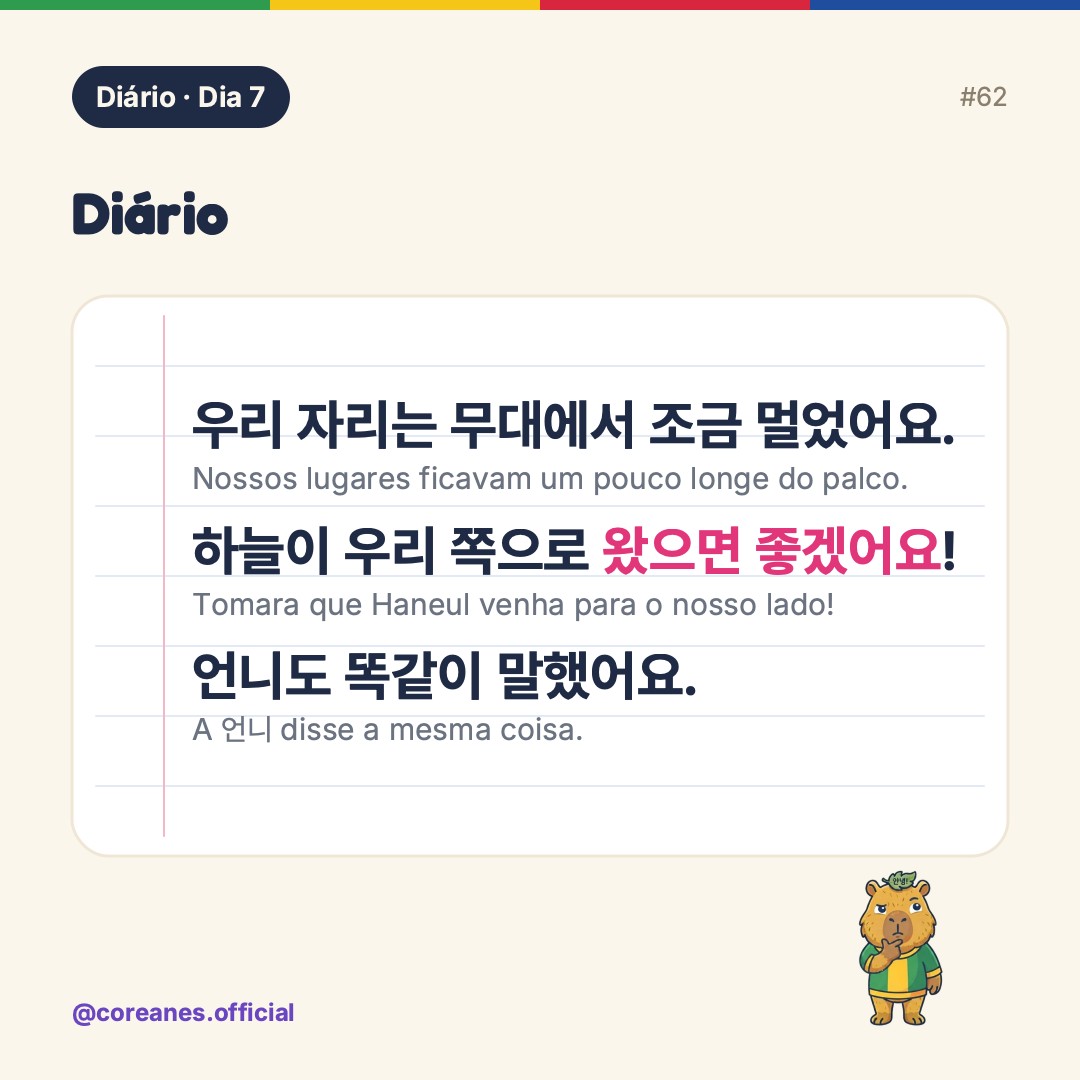 Diário · Dia 7
#62
Diário
우리 자리는 무대에서 조금 멀었어요.
Nossos lugares ficavam um pouco longe do palco.
하늘이 우리 쪽으로 왔으면 좋겠어요!
Tomara que Haneul venha para o nosso lado!
언니도 똑같이 말했어요.
A 언니 disse a mesma coisa.
안녕!
@coreanes.official